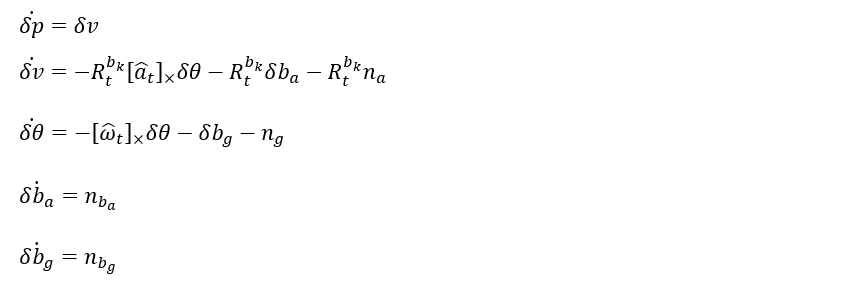 δṗ = δv
δv̇ = −R_t^{b_k}[â_t]_×δθ − R_t^{b_k}δb_a − R_t^{b_k}n_a
δθ̇ = −[ω̂_t]_×δθ − δb_g − n_g
δḃ_a = n_{b_a}
δḃ_g = n_{b_g}